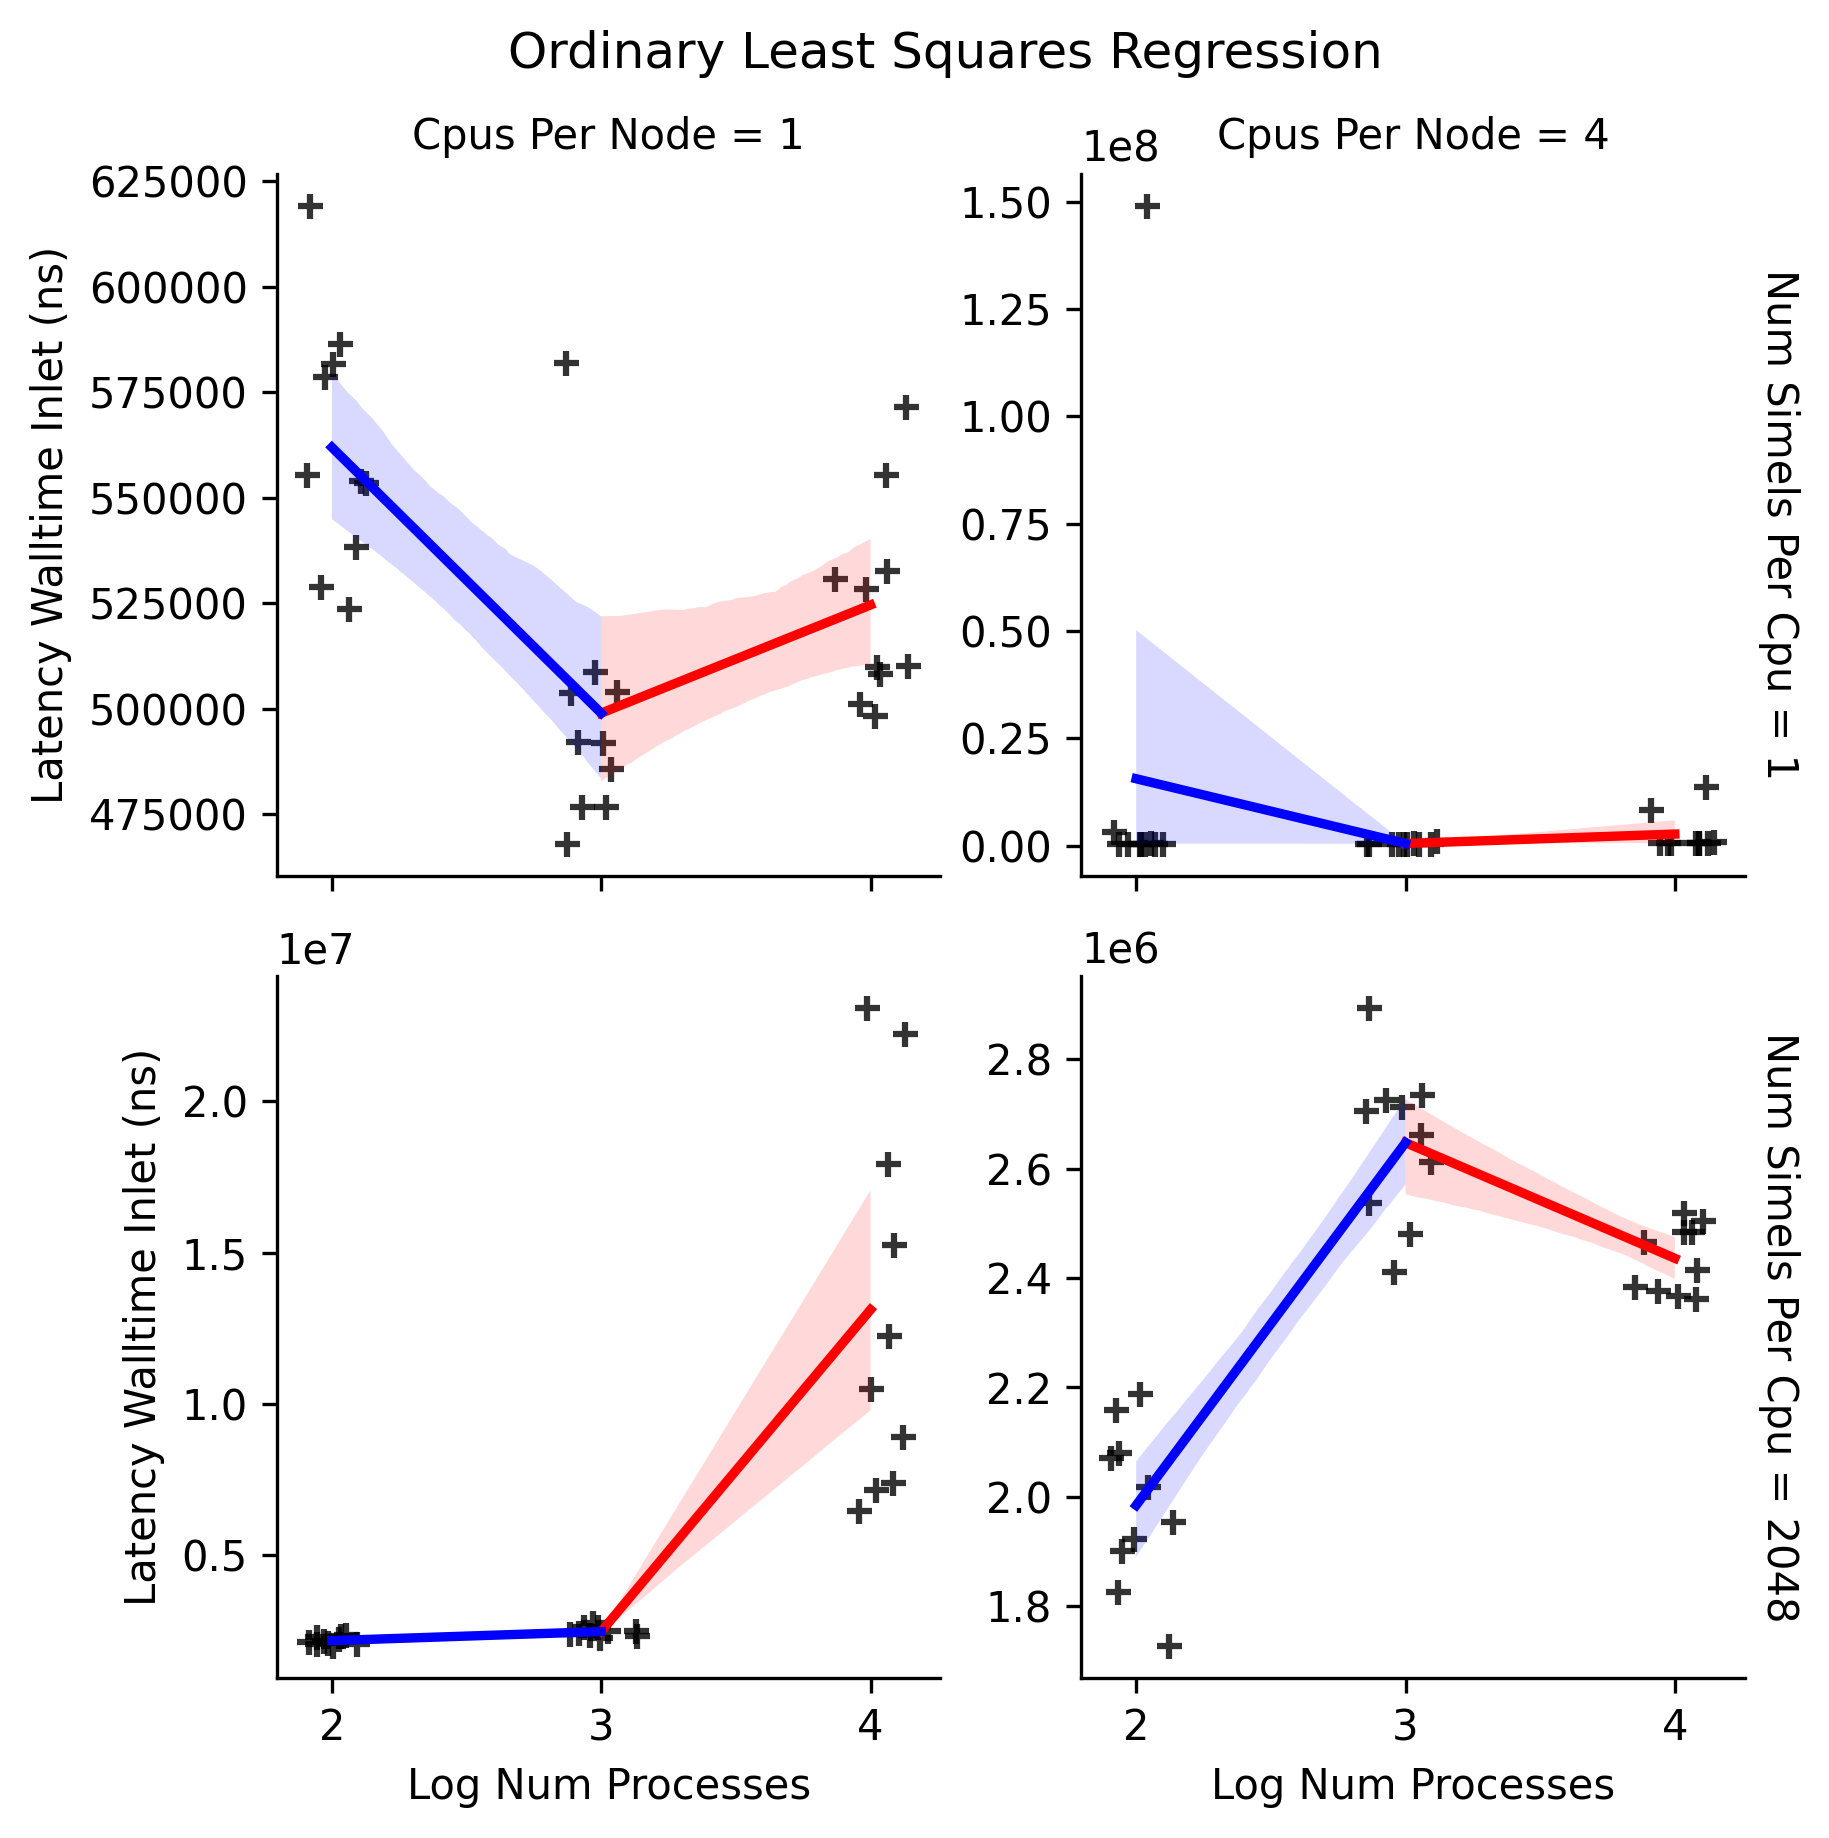 Ordinary Least Squares Regression
Cpus Per Node = 1
Cpus Per Node = 4
625000
600000
575000
550000
525000
500000
475000
Latency Walltime Inlet (ns)
1e8
1.50
1.25
1.00
0.75
0.50
0.25
0.00
Num Simels Per Cpu = 1
1e7
2.0
1.5
1.0
0.5
Latency Walltime Inlet (ns)
2
3
4
Log Num Processes
1e6
2.8
2.6
2.4
2.2
2.0
1.8
2
3
4
Log Num Processes
Num Simels Per Cpu = 2048